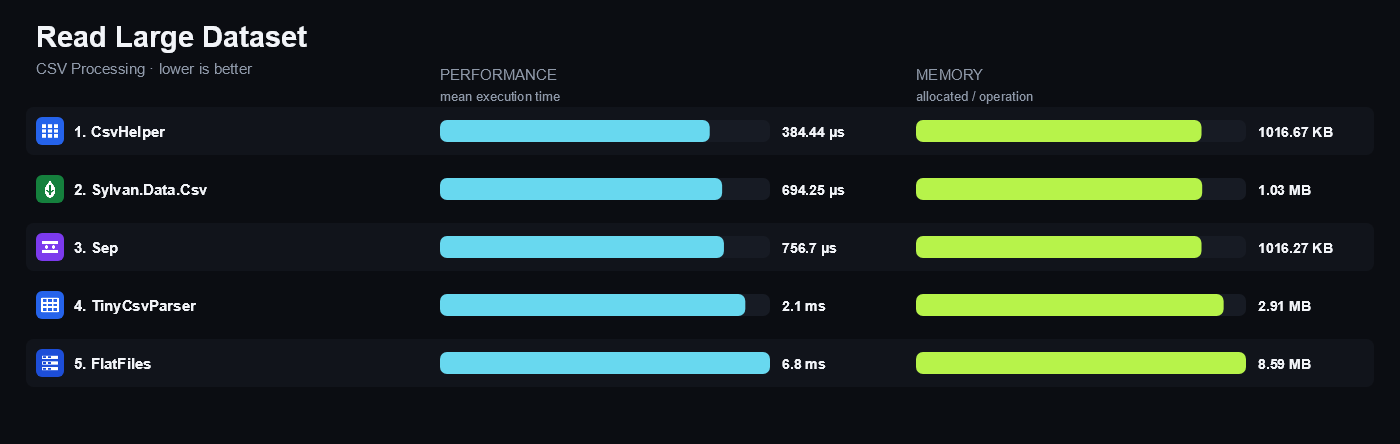 Read Large Dataset
CSV Processing · lower is better
PERFORMANCE
mean execution time
MEMORY
allocated / operation
1. CsvHelper 384.44 µs 1016.67 KB
2. Sylvan.Data.Csv 694.25 µs 1.03 MB
3. Sep 756.7 µs 1016.27 KB
4. TinyCsvParser 2.1 ms 2.91 MB
5. FlatFiles 6.8 ms 8.59 MB